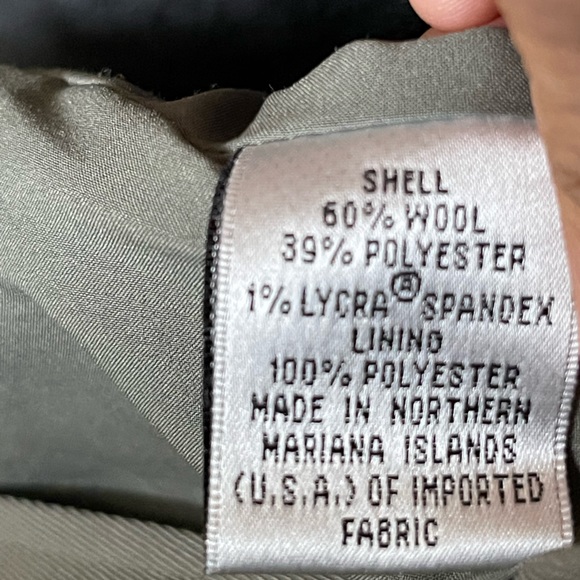 SHELL
60% WOOL
39% POLYESTER
1% LYCRA® SPANDEX
LINING
100% POLYESTER
MADE IN NORTHERN
MARIANA ISLANDS
(U.S.A.) OF IMPORTED
FABRIC